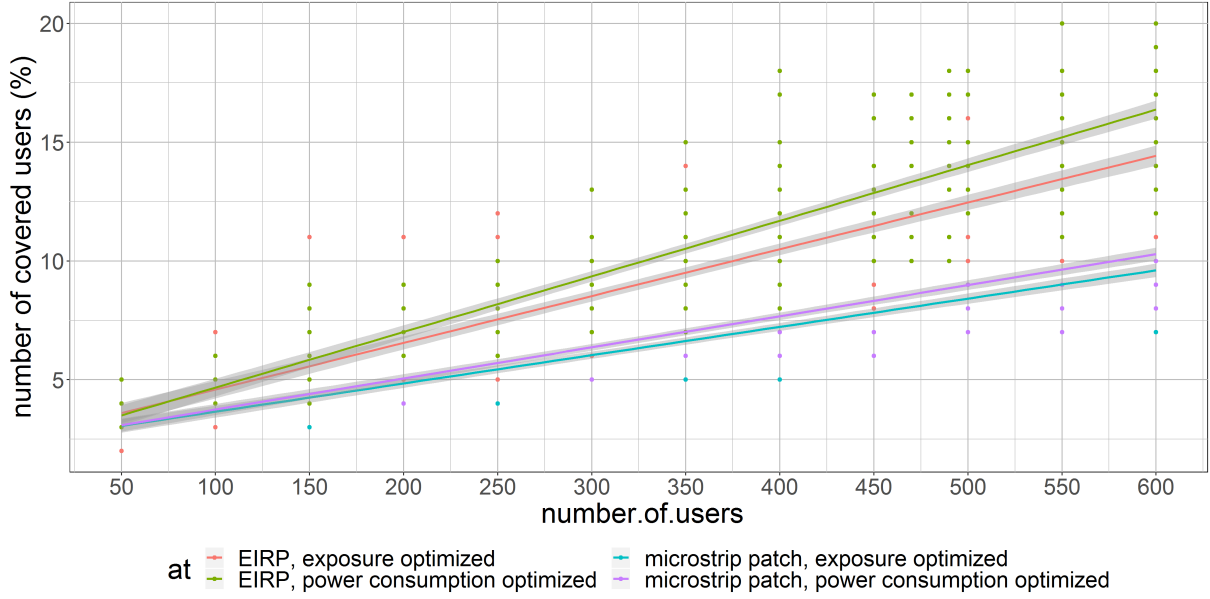 number of covered users (%)
20
15
10
5
50 100 150 200 250 300 350 400 450 500 550 600
number.of.users
at
EIRP, exposure optimized
EIRP, power consumption optimized
microstrip patch, exposure optimized
microstrip patch, power consumption optimized